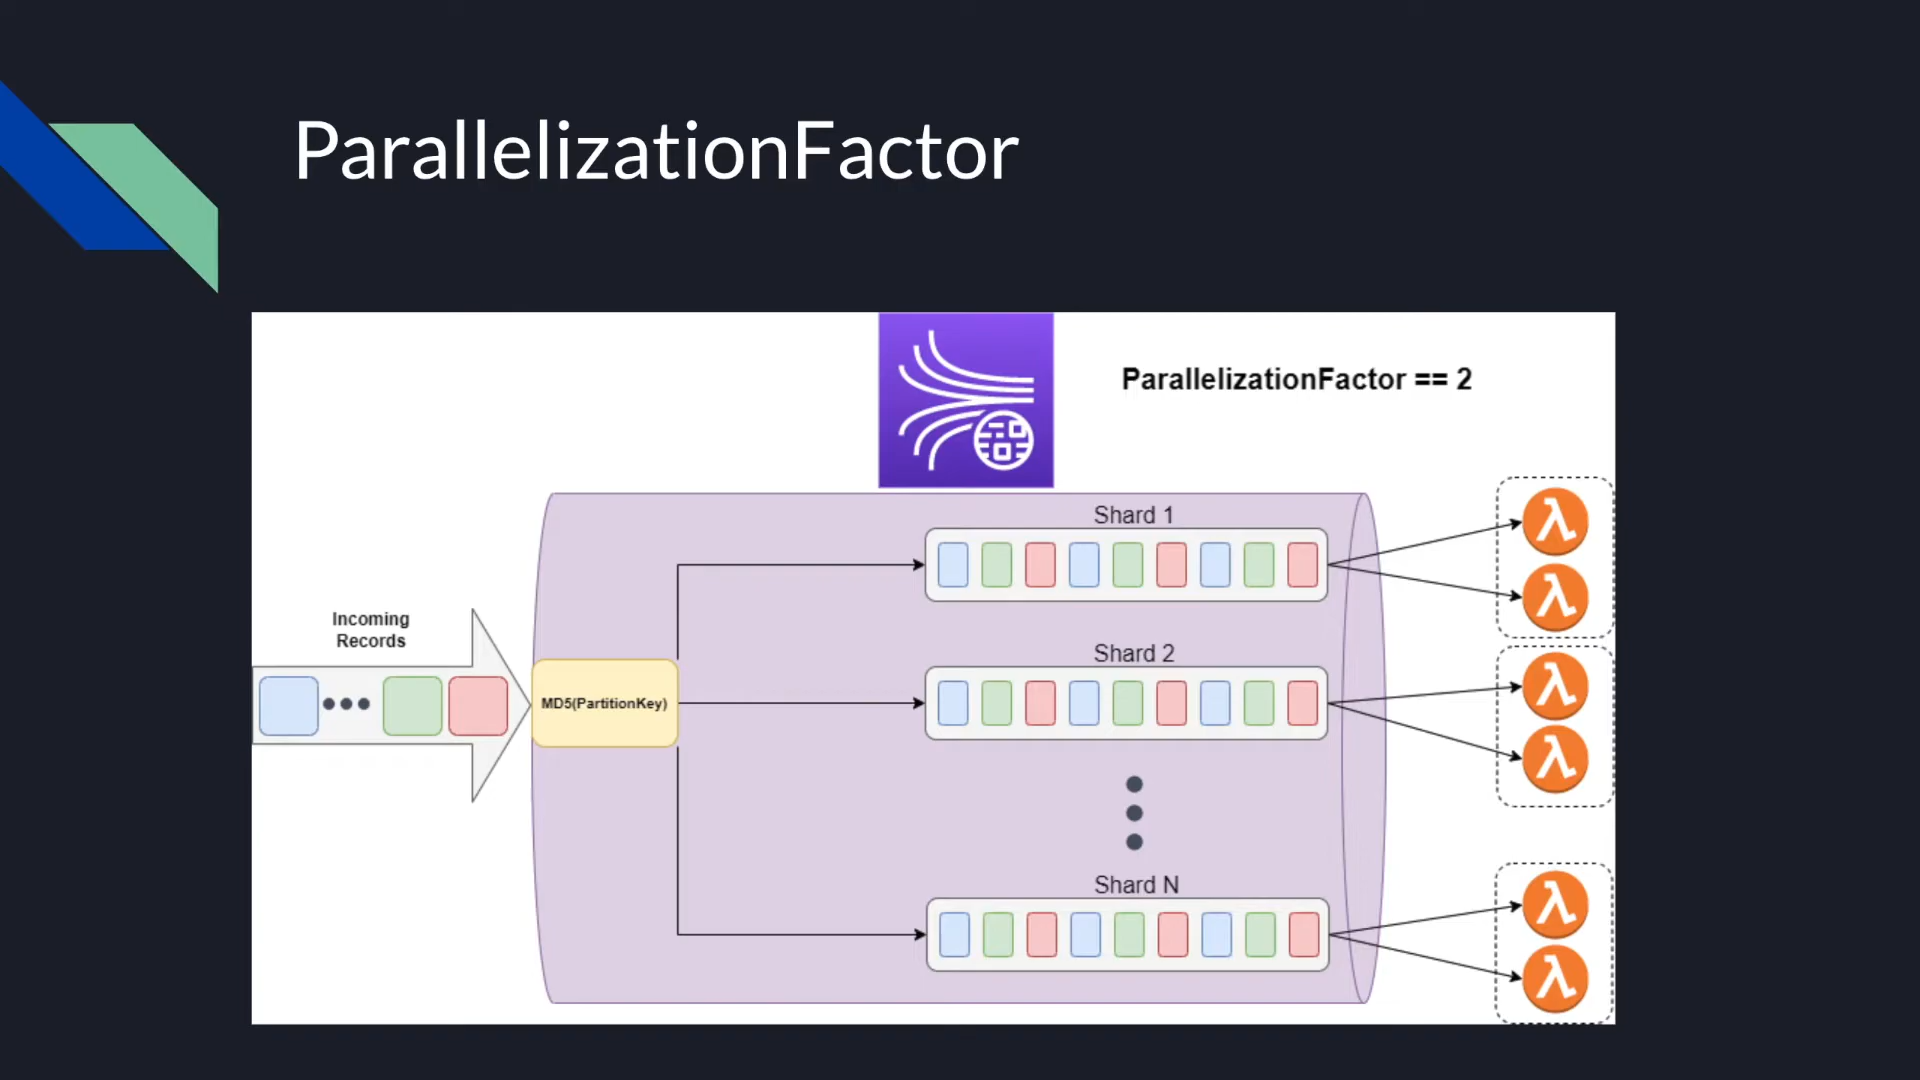 ParallelizationFactor
ParallelizationFactor == 2
Shard 1
Incoming
Records
Shard 2
MD5(PartitionKey)
Shard N